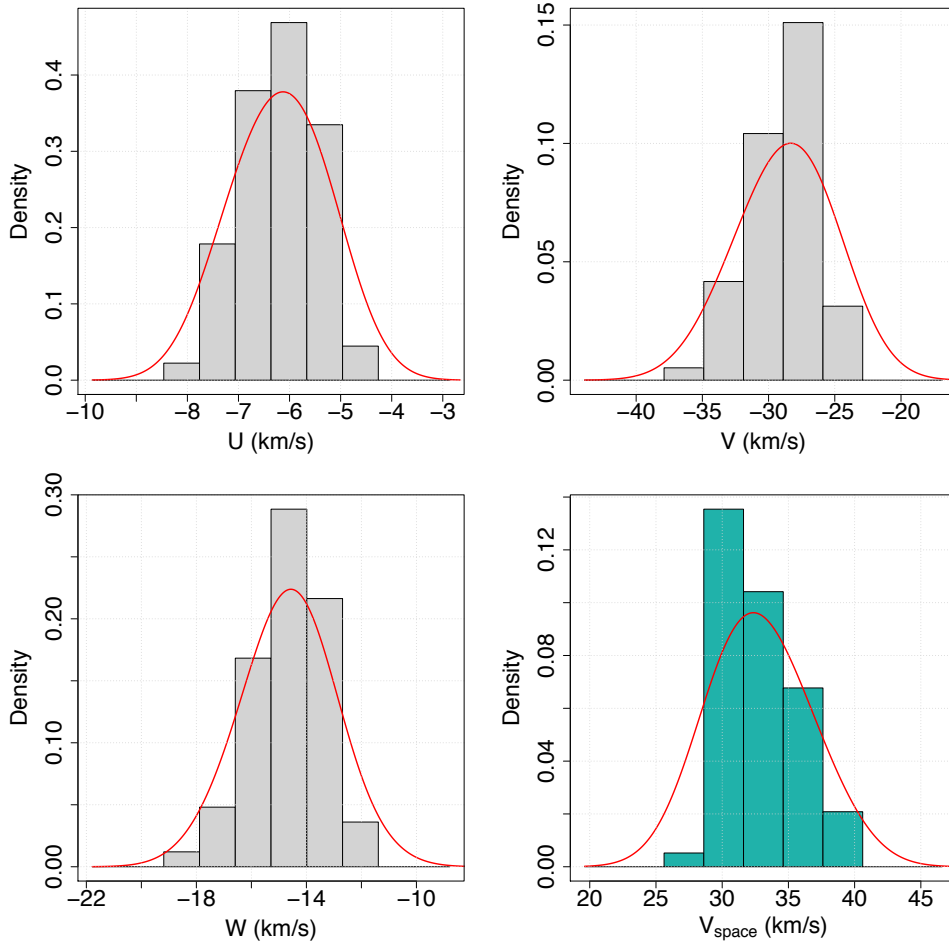 Density
0.0 0.1 0.2 0.3 0.4
−10 −8 −7 −6 −5 −4 −3
U (km/s)
Density
0.00 0.05 0.10 0.15
−40 −35 −30 −25 −20
V (km/s)
Density
0.00 0.10 0.20 0.30
−22 −18 −14 −10
W (km/s)
Density
0.00 0.04 0.08 0.12
20 25 30 35 40 45
Vspace (km/s)